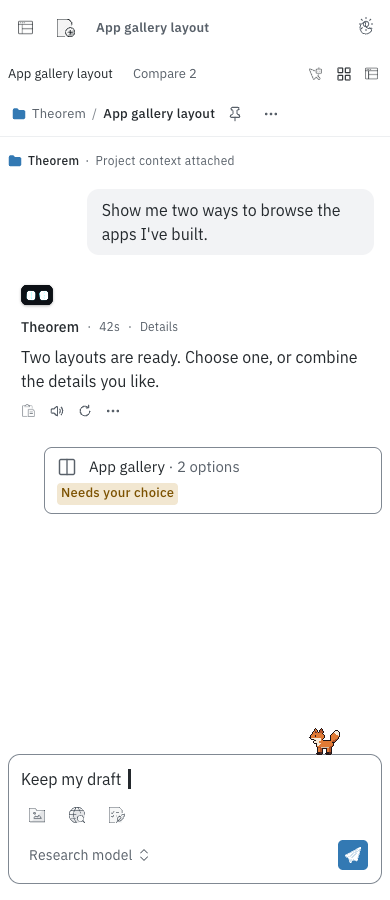 App gallery layout
App gallery layout Compare 2
Theorem / App gallery layout
Theorem · Project context attached
Show me two ways to browse the
apps I've built.
Theorem · 42s · Details
Two layouts are ready. Choose one, or combine
the details you like.
App gallery · 2 options
Needs your choice
Keep my draft
Research model